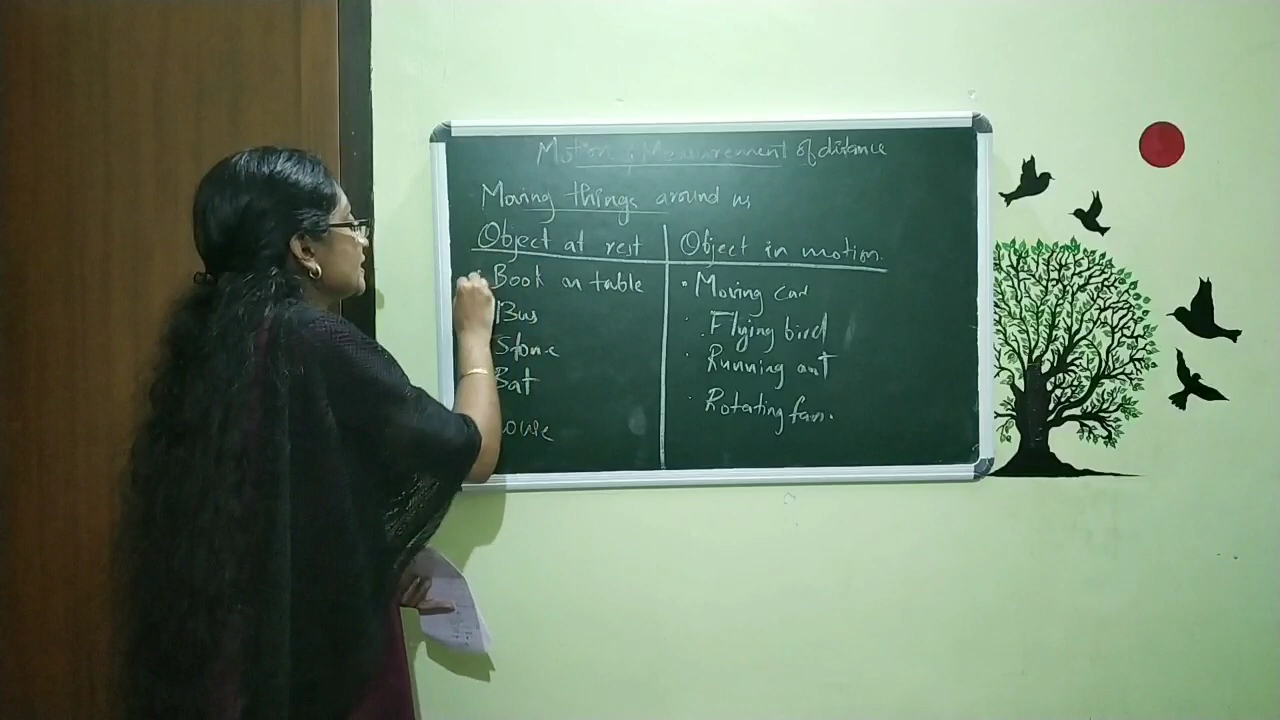 Motion ; Measurement of distance
Moving things around us
Object at rest
Object in motion.
Book on table
Bus
Stone
Bat
ouse
• Moving car
Flying bird
Running ant
Rotating fan.